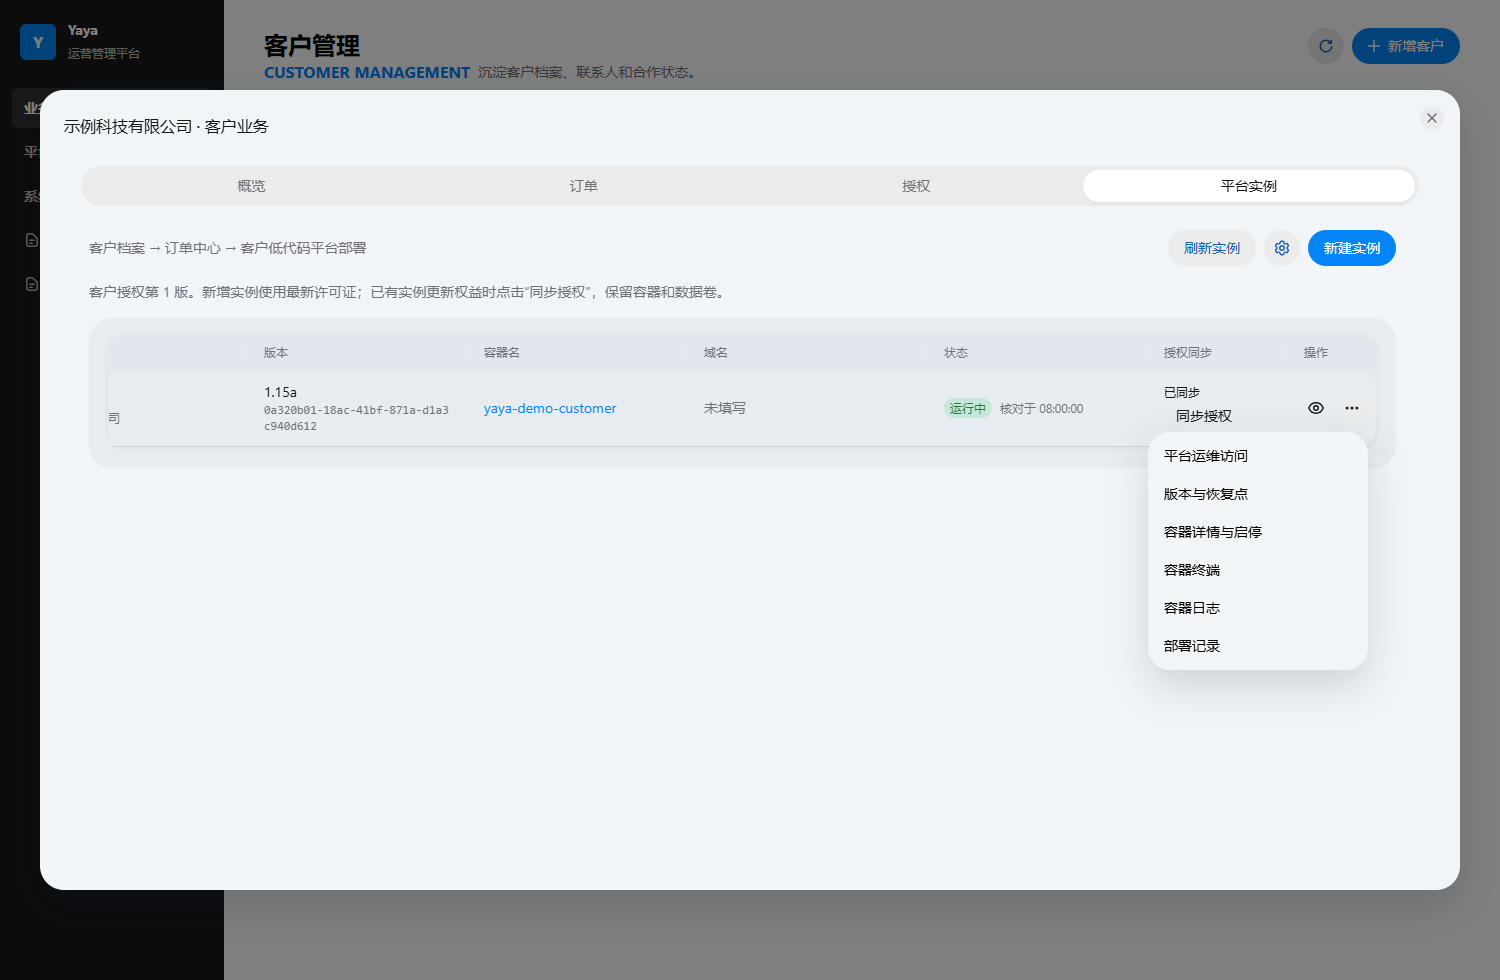 Y
Yaya
运营管理平台
客户管理
CUSTOMER MANAGEMENT 沉淀客户档案、联系人和合作状态。
新增客户
示例科技有限公司 · 客户业务
概览
订单
授权
平台实例
客户档案 → 订单中心 → 客户低代码平台部署
刷新实例
新建实例
客户授权第 1 版。新增实例使用最新许可证；已有实例更新权益时点击“同步授权”，保留容器和数据卷。
版本
容器名
域名
状态
授权同步
操作
司
1.15a
0a320b01-18ac-41bf-871a-d1a3
c940d612
yaya-demo-customer
未填写
运行中 核对于 08:00:00
已同步
同步授权
平台运维访问
版本与恢复点
容器详情与启停
容器终端
容器日志
部署记录